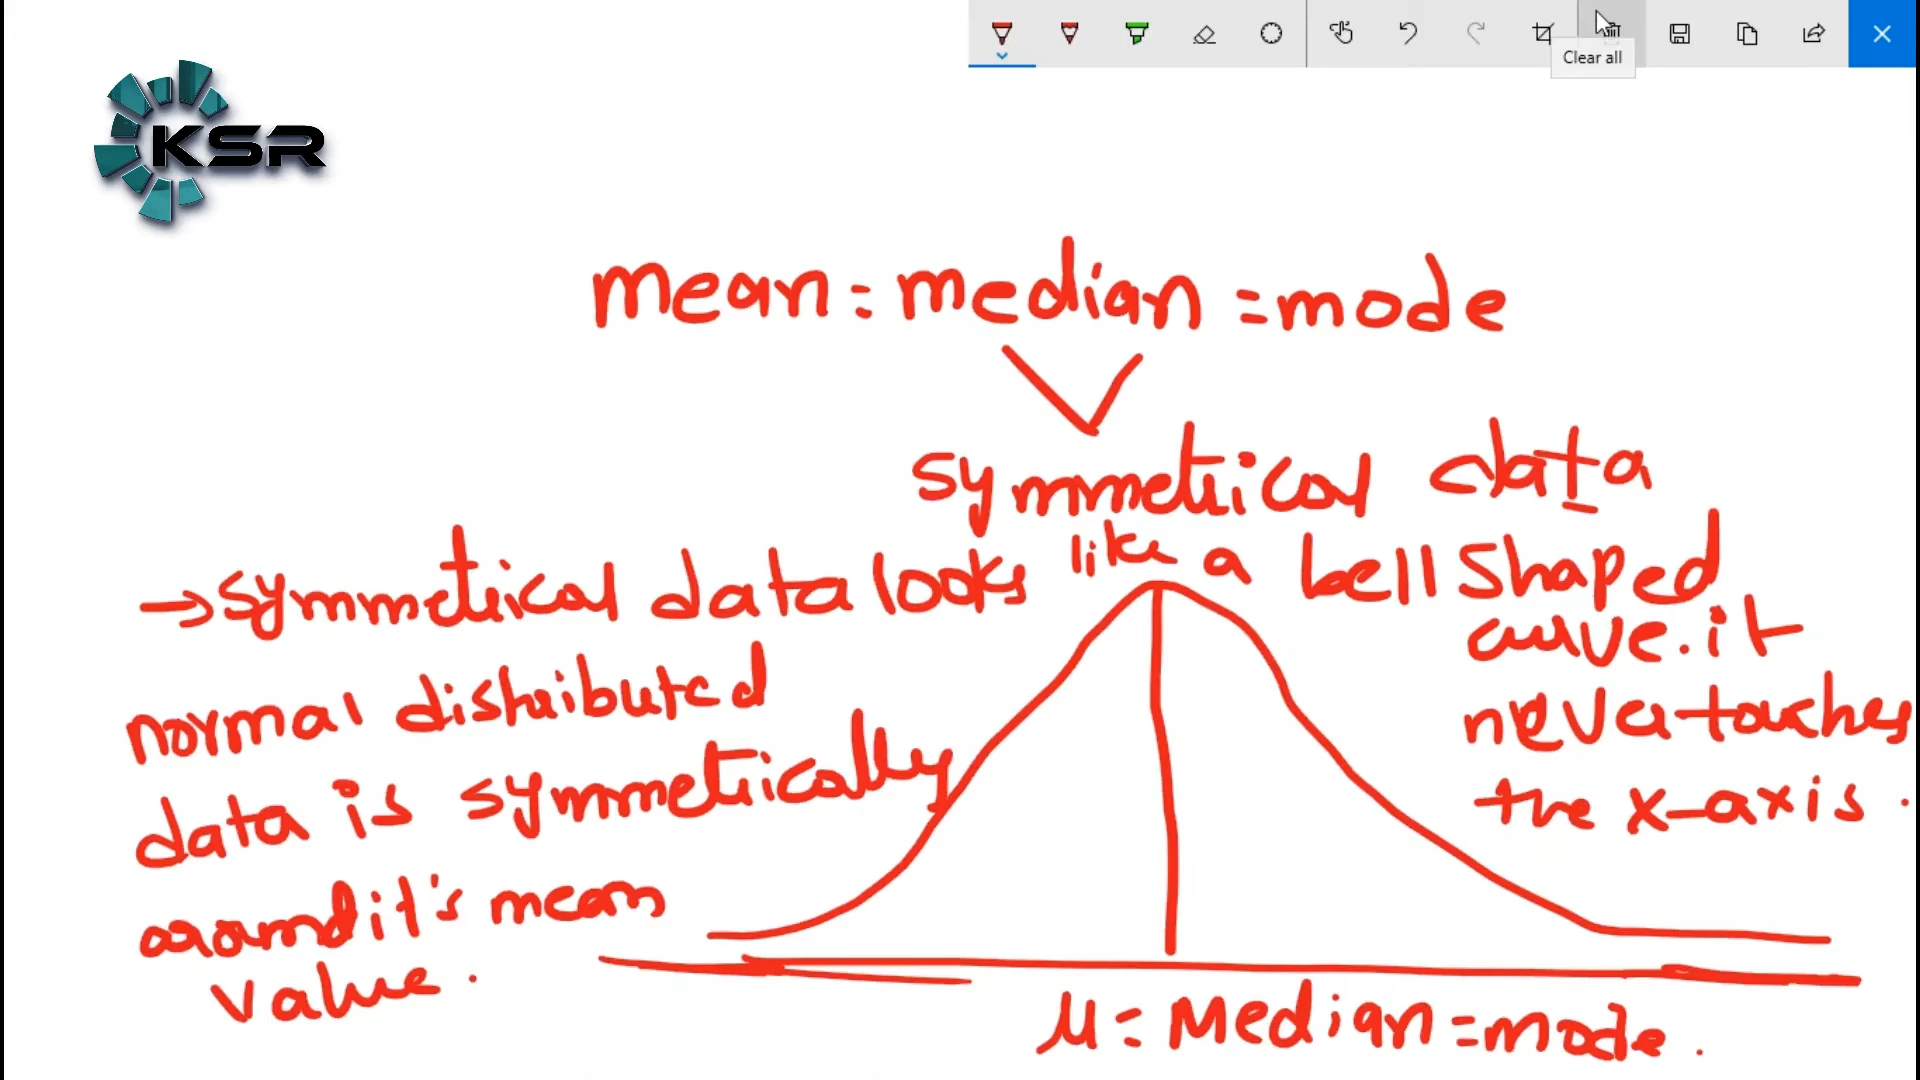 Clear all
KSR
mean = median = mode
symmetrical data
→ symmetrical data looks like a bell shaped
curve. it
normal distributed
never touches
data is symmetrically
the x-axis.
around it's mean
value.
μ = Median = mode.